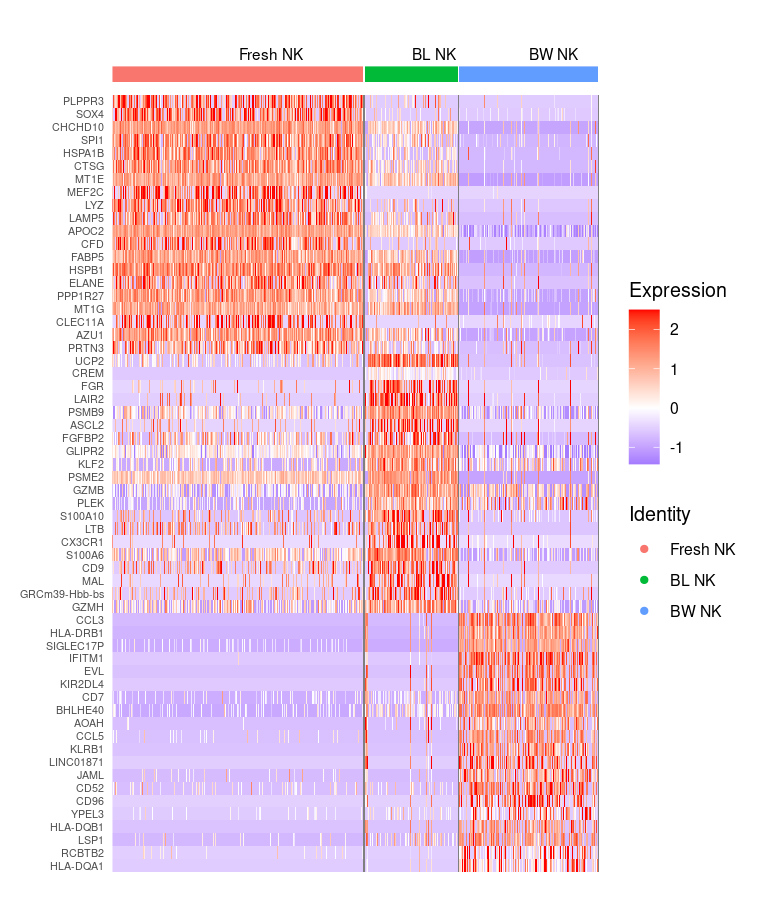 Fresh NK BL NK BW NK
PLPPR3
SOX4
CHCHD10
SPI1
HSPA1B
CTSG
MT1E
MEF2C
LYZ
LAMP5
APOC2
CFD
FABP5
HSPB1
ELANE
PPP1R27
MT1G
CLEC11A
AZU1
PRTN3
UCP2
CREM
FGR
LAIR2
PSMB9
ASCL2
FGFBP2
GLIPR2
KLF2
PSME2
GZMB
PLEK
S100A10
LTB
CX3CR1
S100A6
CD9
MAL
GRCm39-Hbb-bs
GZMH
CCL3
HLA-DRB1
SIGLEC17P
IFITM1
EVL
KIR2DL4
CD7
BHLHE40
AOAH
CCL5
KLRB1
LINC01871
JAML
CD52
CD96
YPEL3
HLA-DQB1
LSP1
RCBTB2
HLA-DQA1
Expression
2
1
0
-1
Identity
Fresh NK
BL NK
BW NK